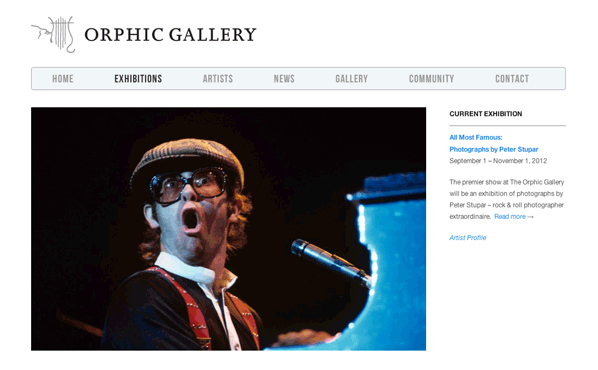 ORPHIC GALLERY
HOME EXHIBITIONS ARTISTS NEWS GALLERY COMMUNITY CONTACT
CURRENT EXHIBITION
All Most Famous:
Photographs by Peter Stupar
September 1 – November 1, 2012
The premier show at The Orphic Gallery
will be an exhibition of photographs by
Peter Stupar – rock & roll photographer
extraordinaire. Read more →
Artist Profile